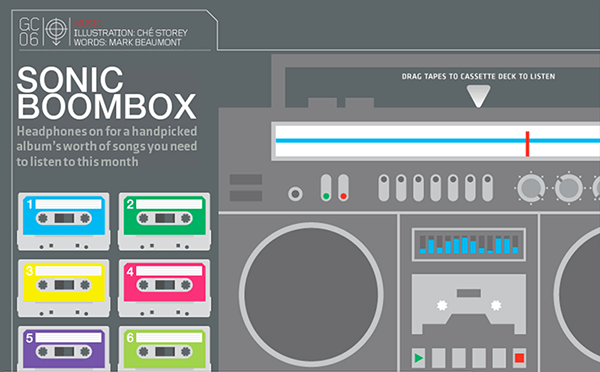 GC
06
MUSIC
ILLUSTRATION: CHÉ STOREY
WORDS: MARK BEAUMONT
SONIC
BOOMBOX
Headphones on for a handpicked
album's worth of songs you need
to listen to this month
DRAG TAPES TO CASSETTE DECK TO LISTEN
1
2
3
4
5
6